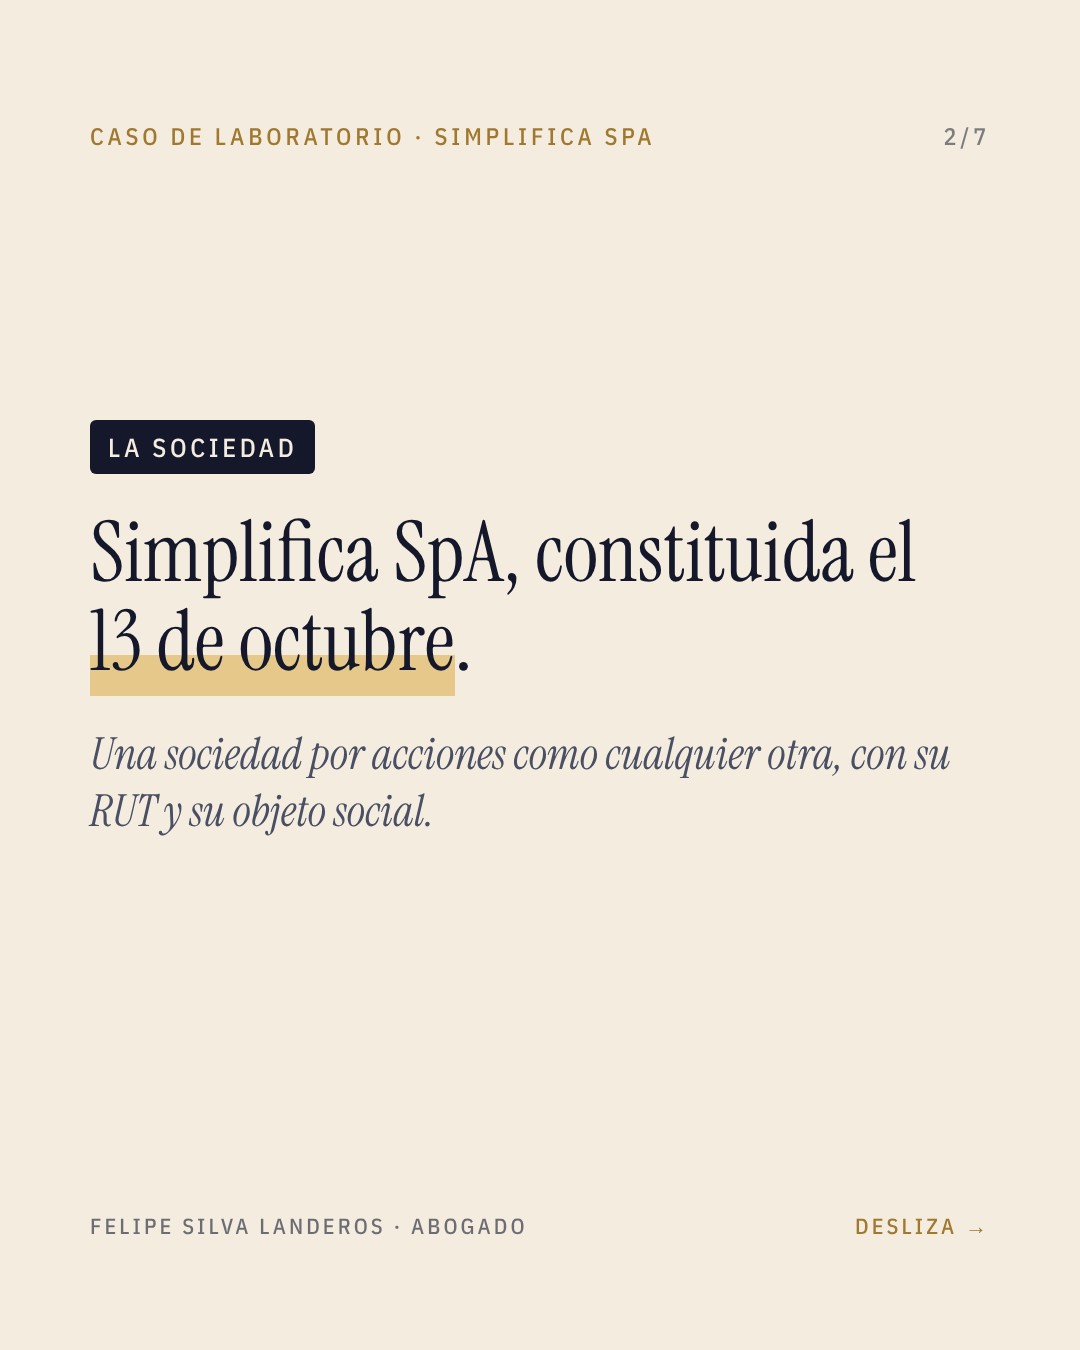 CASO DE LABORATORIO · SIMPLIFICA SPA
2/7
LA SOCIEDAD
Simplifica SpA, constituida el
13 de octubre.
Una sociedad por acciones como cualquier otra, con su
RUT y su objeto social.
FELIPE SILVA LANDEROS · ABOGADO
DESLIZA →